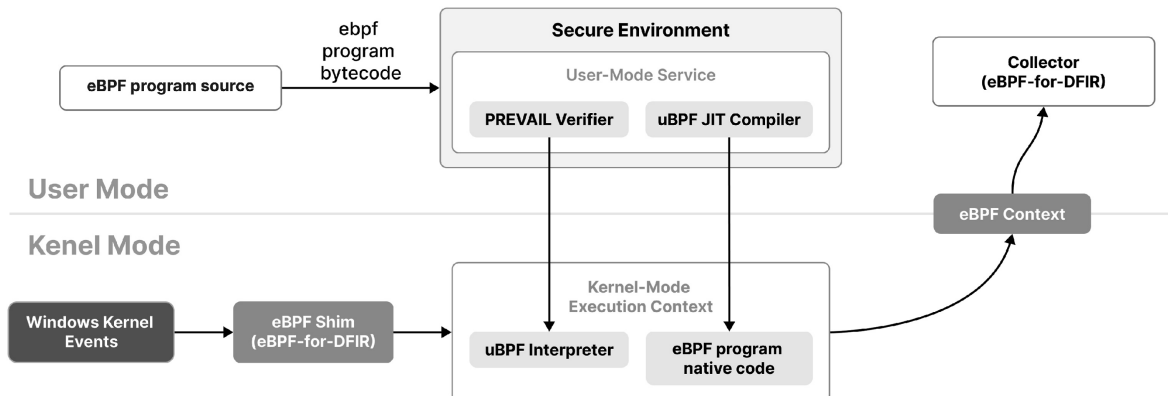 ebpf
program
bytecode
eBPF program source
Secure Environment
User-Mode Service
PREVAIL Verifier
uBPF JIT Compiler
Collector
(eBPF-for-DFIR)
User Mode
eBPF Context
Kenel Mode
Windows Kernel
Events
eBPF Shim
(eBPF-for-DFIR)
Kernel-Mode
Execution Context
uBPF Interpreter
eBPF program
native code